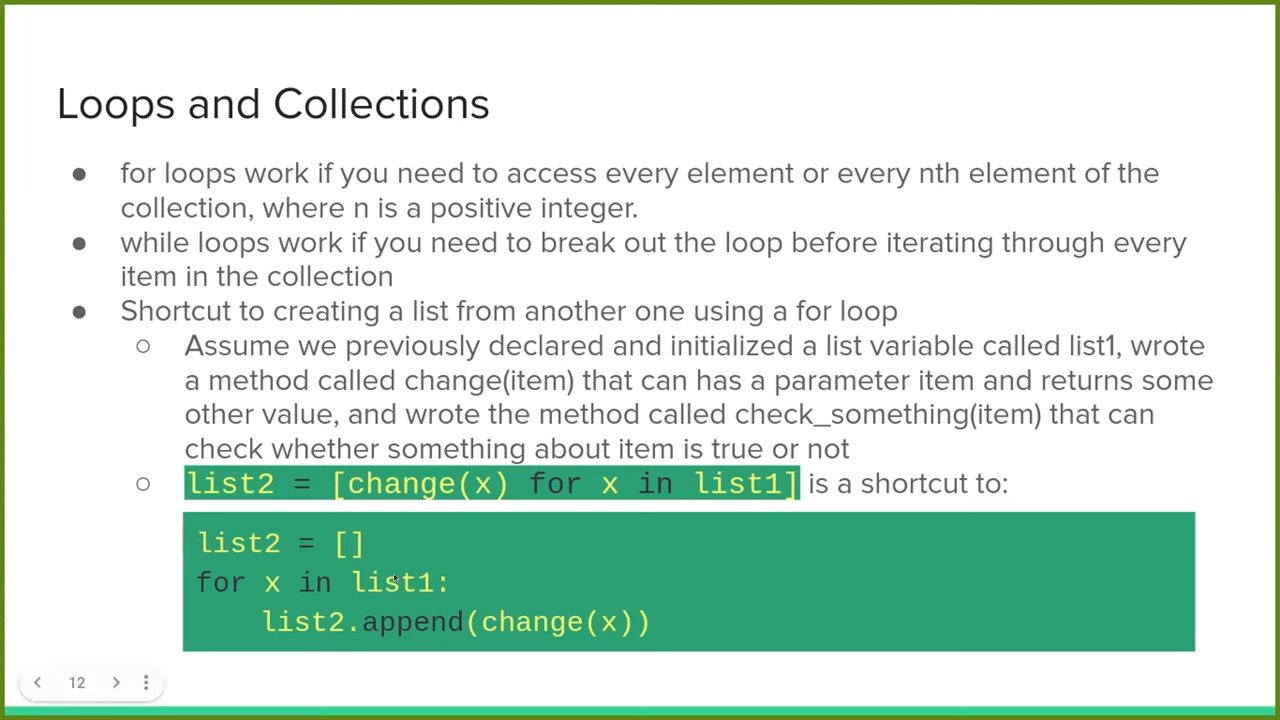 Loops and Collections
● for loops work if you need to access every element or every nth element of the
collection, where n is a positive integer.
● while loops work if you need to break out the loop before iterating through every
item in the collection
● Shortcut to creating a list from another one using a for loop
○ Assume we previously declared and initialized a list variable called list1, wrote
a method called change(item) that can has a parameter item and returns some
other value, and wrote the method called check_something(item) that can
check whether something about item is true or not
○ list2 = [change(x) for x in list1] is a shortcut to:
list2 = []
for x in list1:
    list2.append(change(x))
12